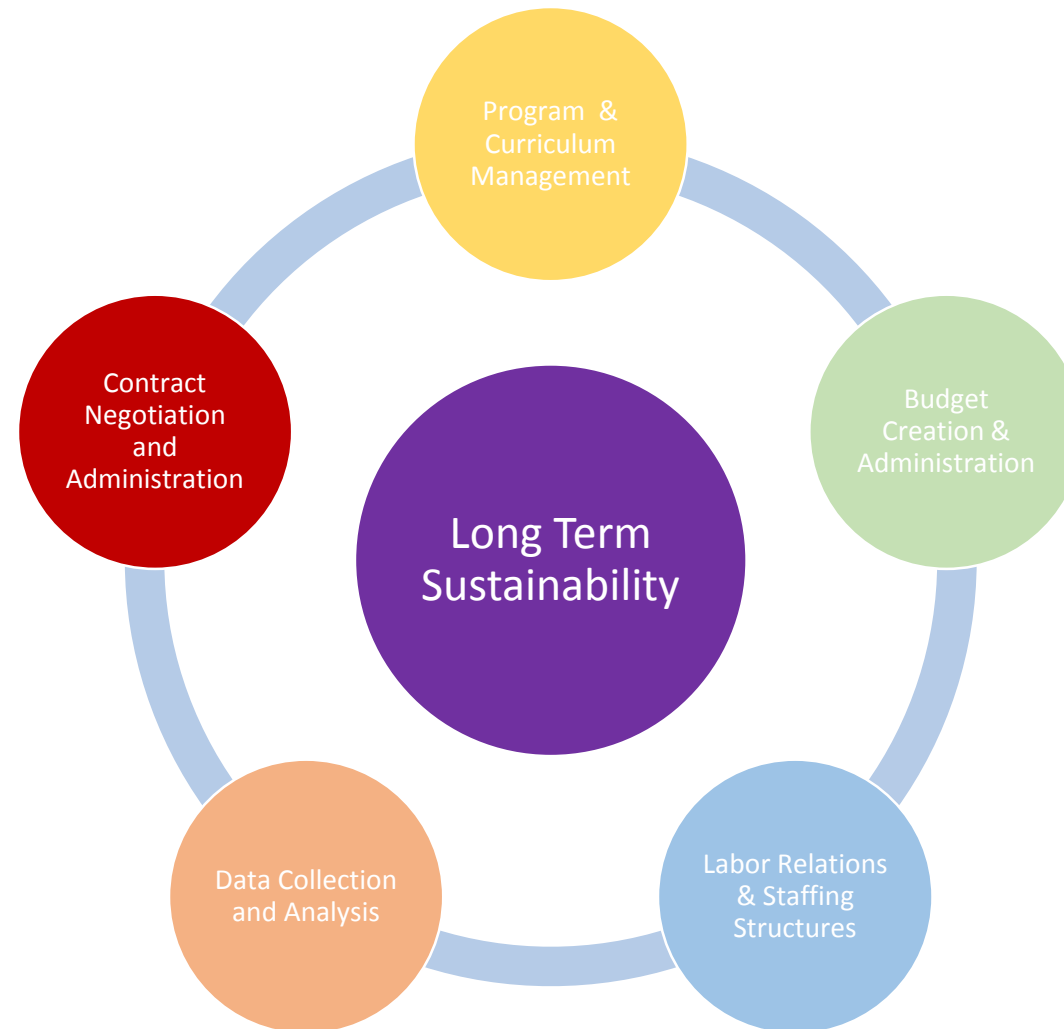 Program & 
Curriculum
Management
Contract
Negotiation
and
Administration
Budget
Creation &
Administration
Long Term
Sustainability
Data Collection
and Analysis
Labor Relations
& Staffing
Structures